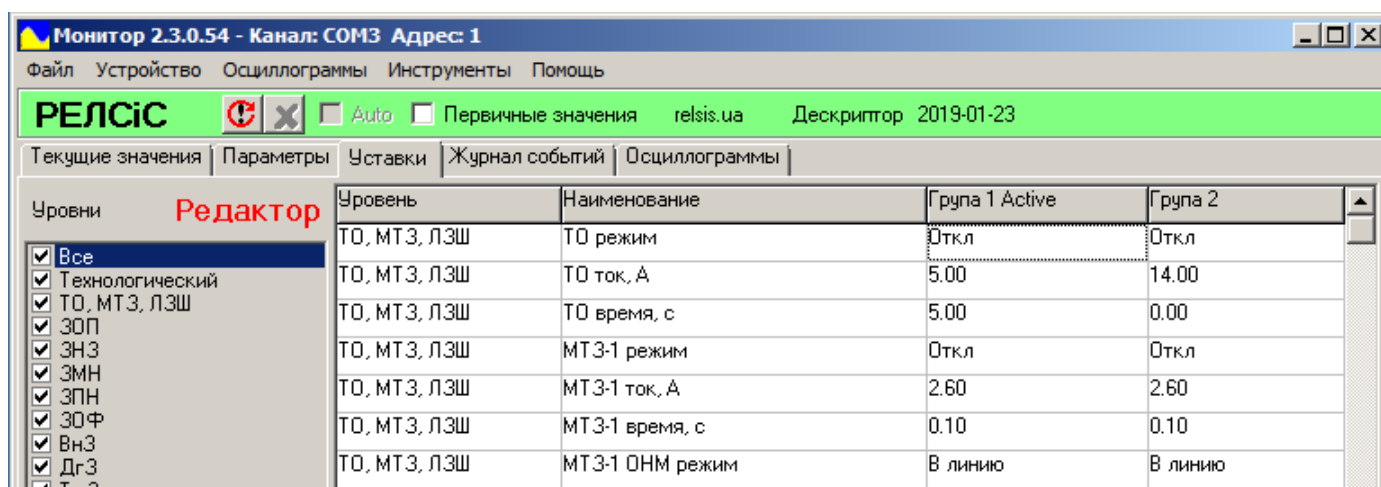 Монитор 2.3.0.54 - Канал: COM3 Адрес: 1
Файл Устройство Осциллограммы Инструменты Помощь
РЕЛСіС Auto Первичные значения relsis.ua Дескриптор 2019-01-23
Текущие значения Параметры Уставки Журнал событий Осциллограммы
Уровни Редактор
Все
Технологический
ТО, МТЗ, ЛЗШ
ЗОП
ЗНЗ
ЗМН
ЗПН
ЗОФ
ВнЗ
ДгЗ
Уровень Наименование Група 1 Active Група 2
ТО, МТЗ, ЛЗШ ТО режим Откл Откл
ТО, МТЗ, ЛЗШ ТО ток, А 5.00 14.00
ТО, МТЗ, ЛЗШ ТО время, с 5.00 0.00
ТО, МТЗ, ЛЗШ МТЗ-1 режим Откл Откл
ТО, МТЗ, ЛЗШ МТЗ-1 ток, А 2.60 2.60
ТО, МТЗ, ЛЗШ МТЗ-1 время, с 0.10 0.10
ТО, МТЗ, ЛЗШ МТЗ-1 ОНМ режим В линию В линию